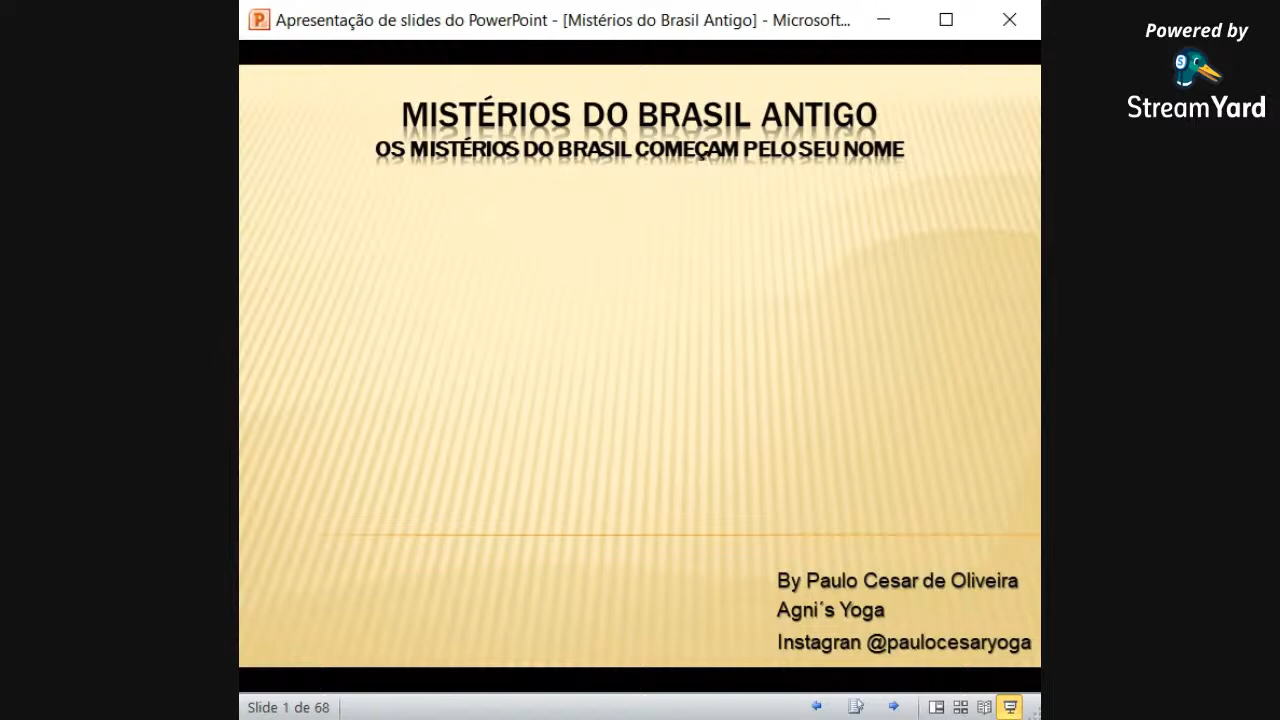 Apresentação de slides do PowerPoint - [Mistérios do Brasil Antigo] - Microsoft...
Powered by
StreamYard
MISTÉRIOS DO BRASIL ANTIGO
OS MISTÉRIOS DO BRASIL COMEÇAM PELO SEU NOME
By Paulo Cesar de Oliveira
Agni´s Yoga
Instagran @paulocesaryoga
Slide 1 de 68